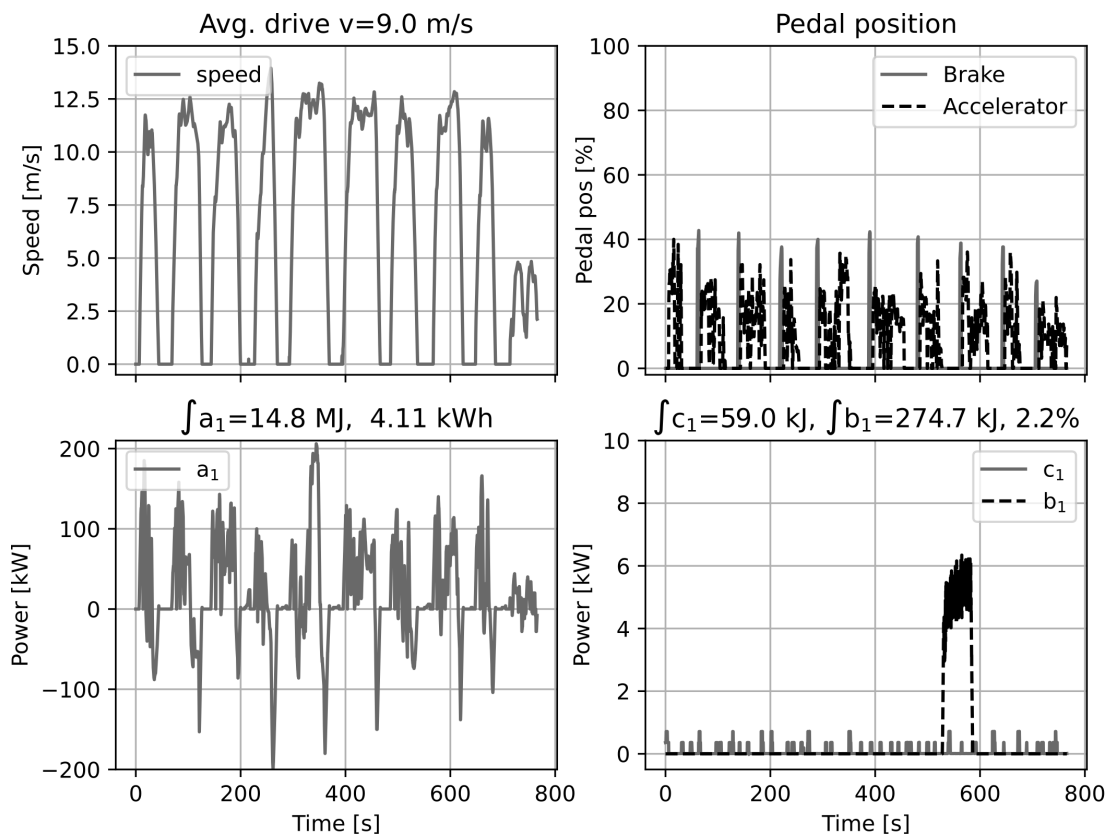 Avg. drive v=9.0 m/s
15.0
12.5
10.0
7.5
5.0
2.5
0.0
Speed [m/s]
speed
Pedal position
100
80
60
40
20
0
Pedal pos [%]
Brake
Accelerator
∫a₁=14.8 MJ,  4.11 kWh
200
100
0
−100
−200
Power [kW]
a₁
0
200
400
600
800
Time [s]
∫c₁=59.0 kJ, ∫b₁=274.7 kJ, 2.2%
10
8
6
4
2
0
Power [kW]
c₁
b₁
0
200
400
600
800
Time [s]